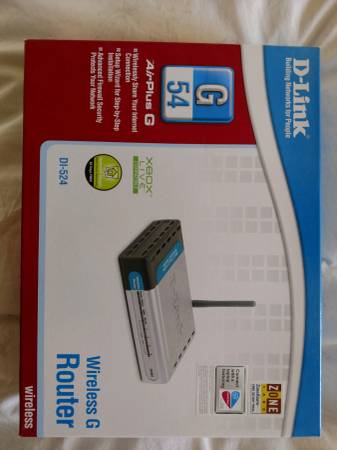 D-Link
Building Networks for People
G
54
AirPlus G
Wirelessly Share Your Internet
Connection
Setup Wizard for Step-by-Step
Installation
Advanced Firewall Security
Protects Your Network
DI-524
XBOX
LIVE
Wireless G
Router
ZONE
wireless